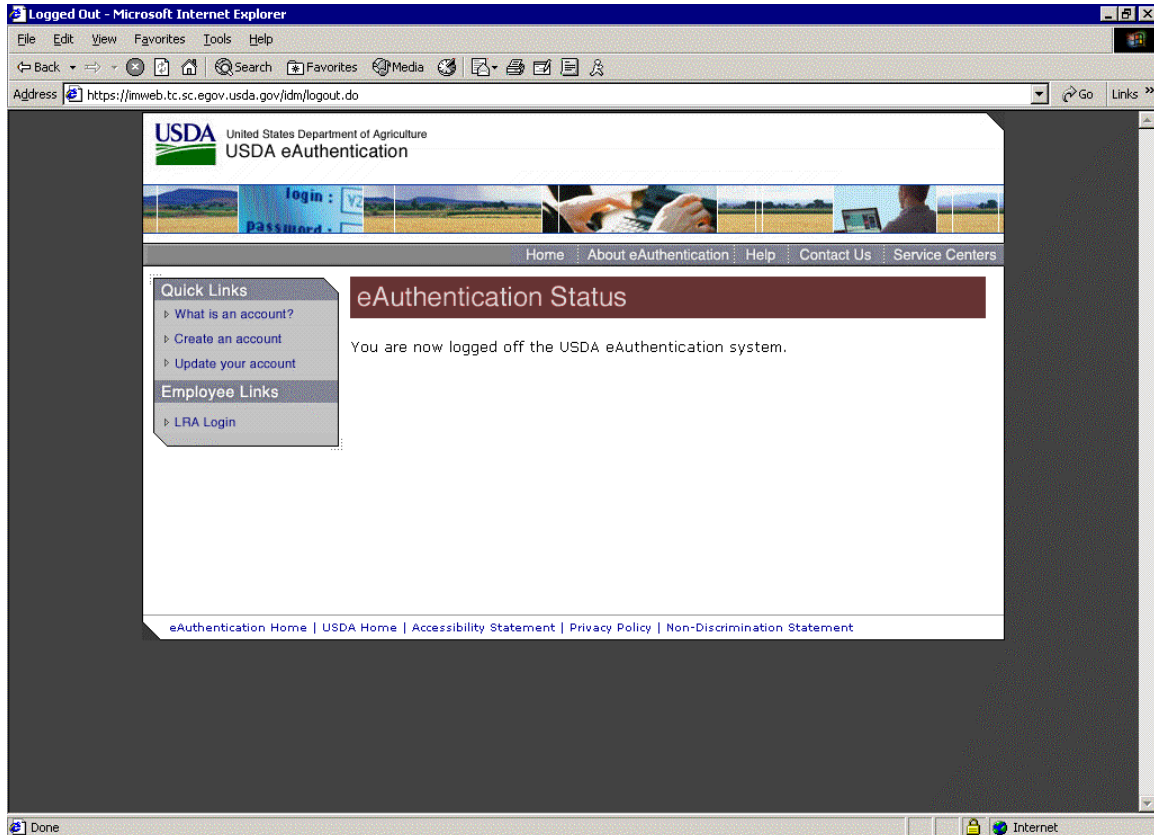 Logged Out - Microsoft Internet Explorer
File Edit View Favorites Tools Help
Back Search Favorites Media
Address https://imweb.tc.sc.egov.usda.gov/idm/logout.do Go Links »
USDA United States Department of Agriculture
USDA eAuthentication
login :
password :
Home About eAuthentication Help Contact Us Service Centers
Quick Links
What is an account?
Create an account
Update your account
Employee Links
LRA Login
eAuthentication Status
You are now logged off the USDA eAuthentication system.
eAuthentication Home | USDA Home | Accessibility Statement | Privacy Policy | Non-Discrimination Statement
Done Internet